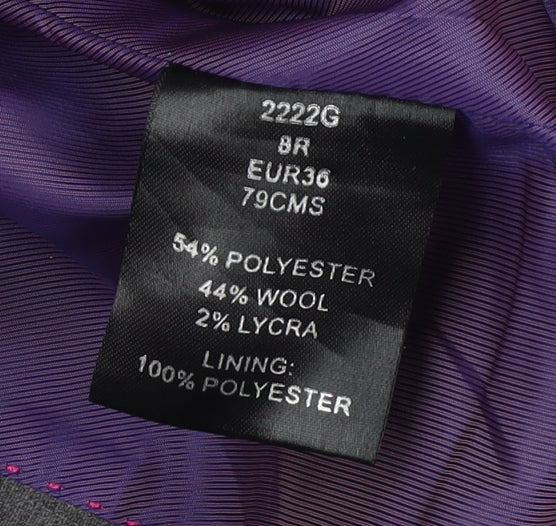 2222G
8R
EUR36
79CMS
54% POLYESTER
44% WOOL
2% LYCRA
LINING:
100% POLYESTER